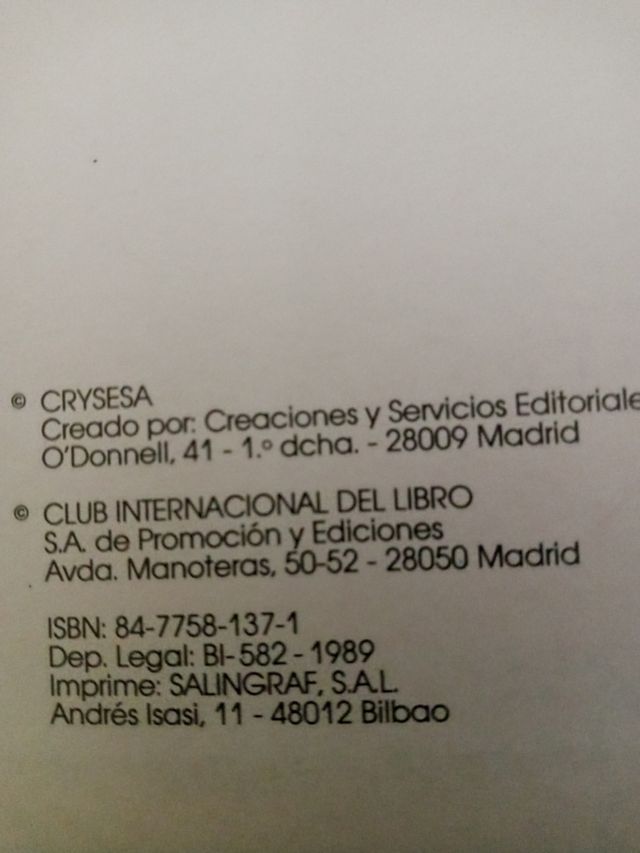 © CRYSESA
Creado por: Creaciones y Servicios Editoriale
O'Donnell, 41 - 1.º dcha. - 28009 Madrid
© CLUB INTERNACIONAL DEL LIBRO
S.A. de Promoción y Ediciones
Avda. Manoteras, 50-52 - 28050 Madrid
ISBN: 84-7758-137-1
Dep. Legal: BI-582 - 1989
Imprime: SALINGRAF, S.A.L.
Andrés Isasi, 11 - 48012 Bilbao